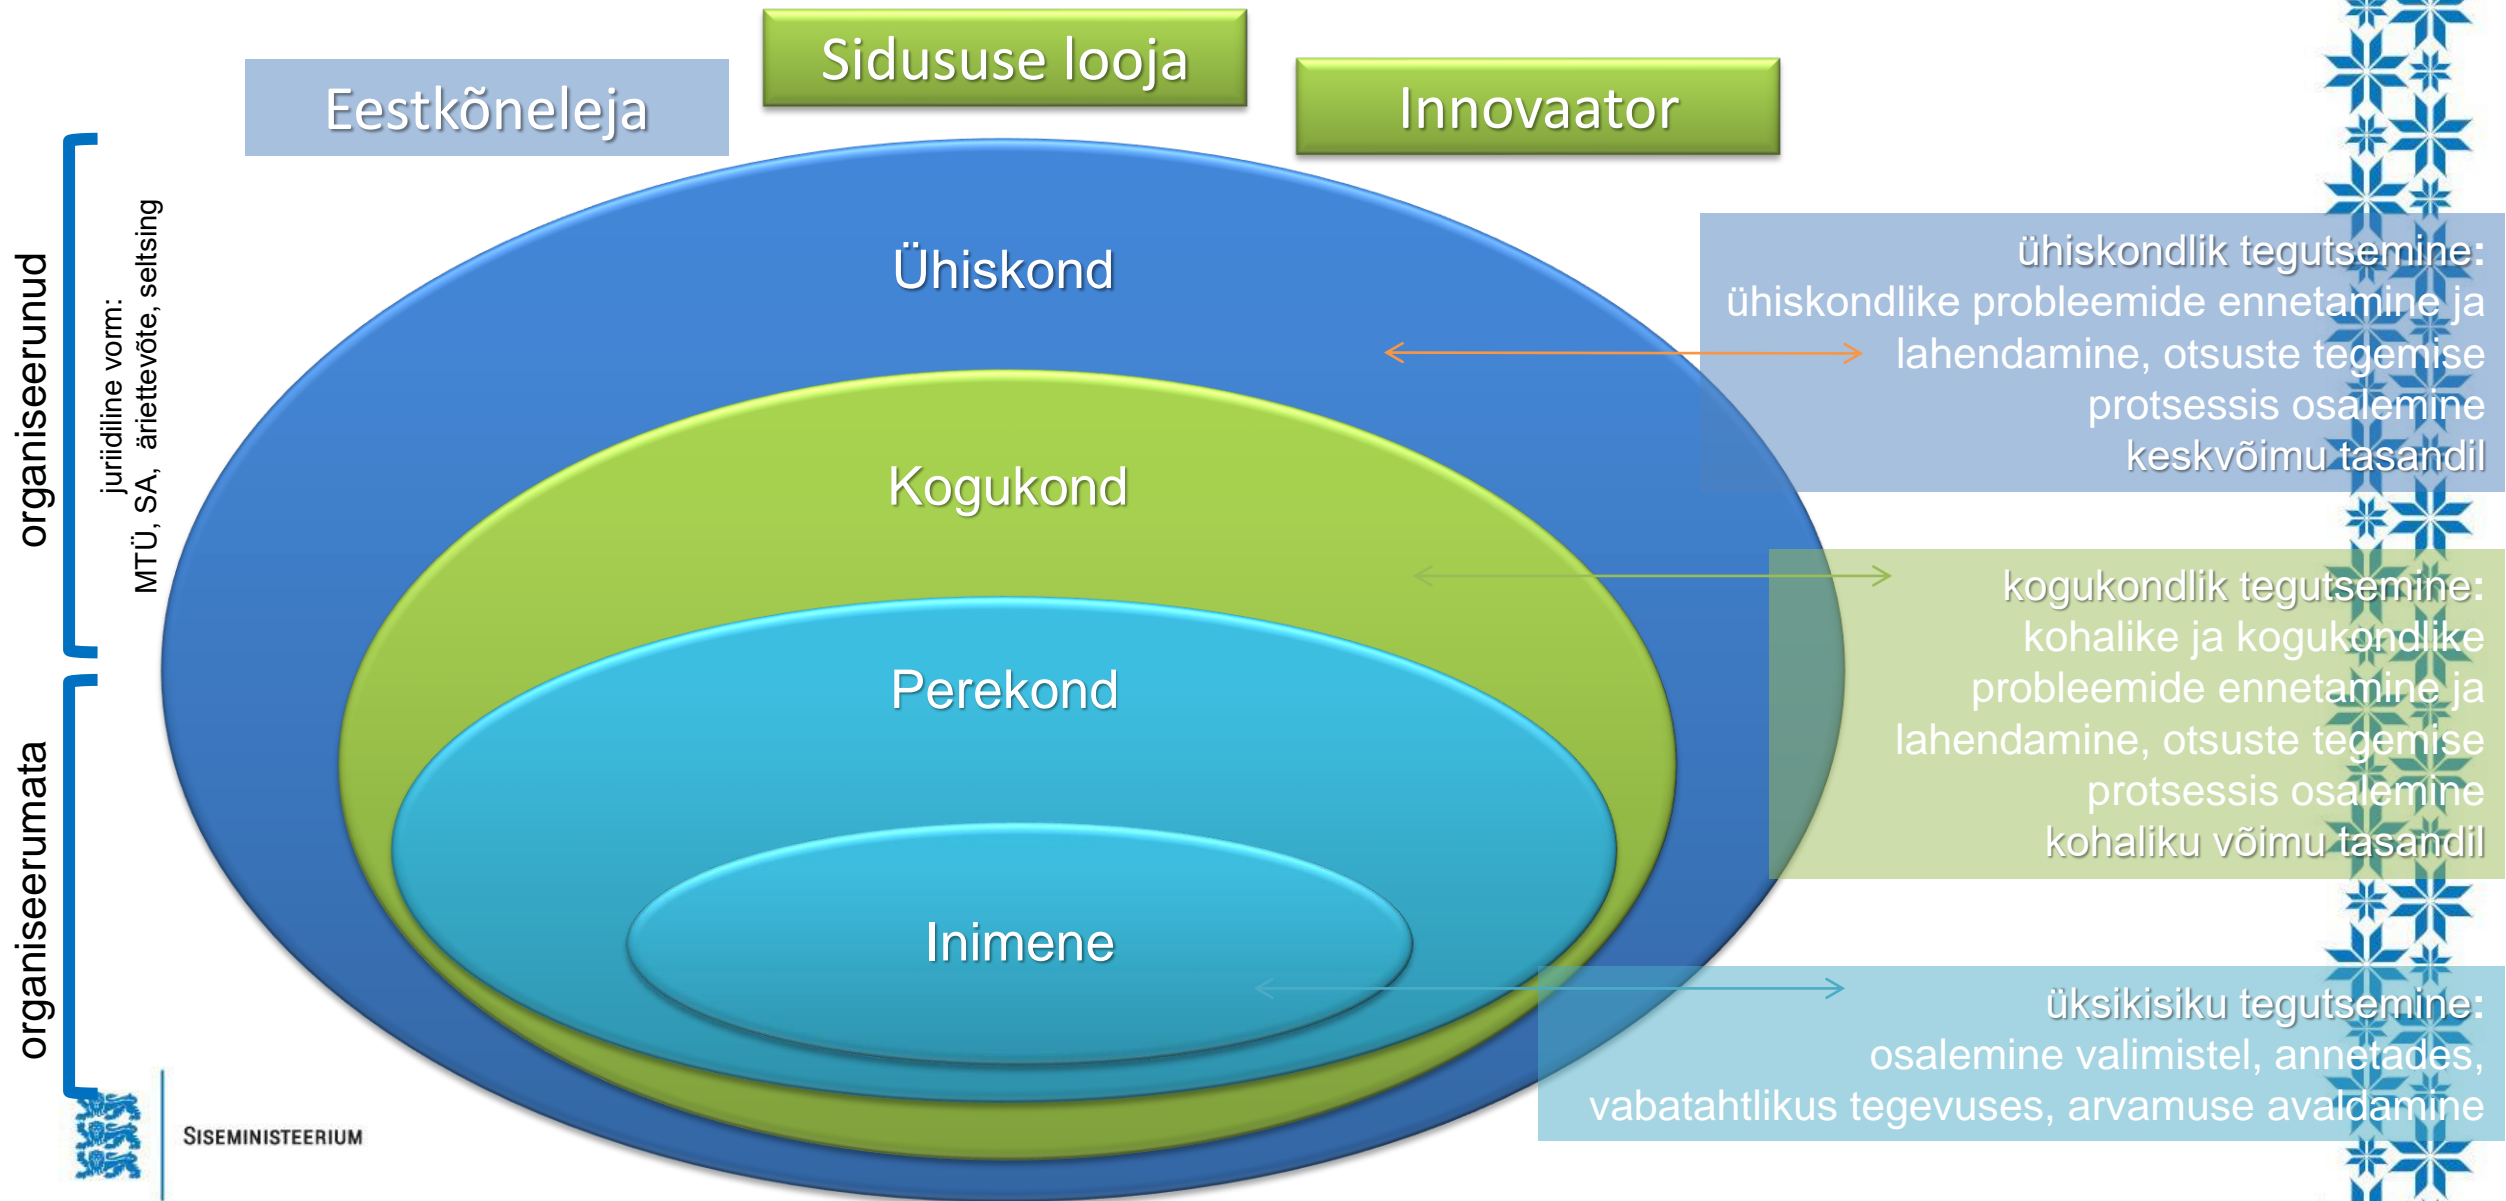 Sidususe looja
Eestkõneleja
Innovaator
organiseerunud
juriidiline vorm:
MTÜ, SA, äriettevõte, seltsing
organiseerumata
Ühiskond
Kogukond
Perekond
Inimene
ühiskondlik tegutsemine:
ühiskondlike probleemide ennetamine ja
lahendamine, otsuste tegemise
protsessis osalemine
keskvõimu tasandil
kogukondlik tegutsemine:
kohalike ja kogukondlike
probleemide ennetamine ja
lahendamine, otsuste tegemise
protsessis osalemine
kohaliku võimu tasandil
üksikisiku tegutsemine:
osalemine valimistel, annetades,
vabatahtlikus tegevuses, arvamuse avaldamine
SISEMINISTEERIUM